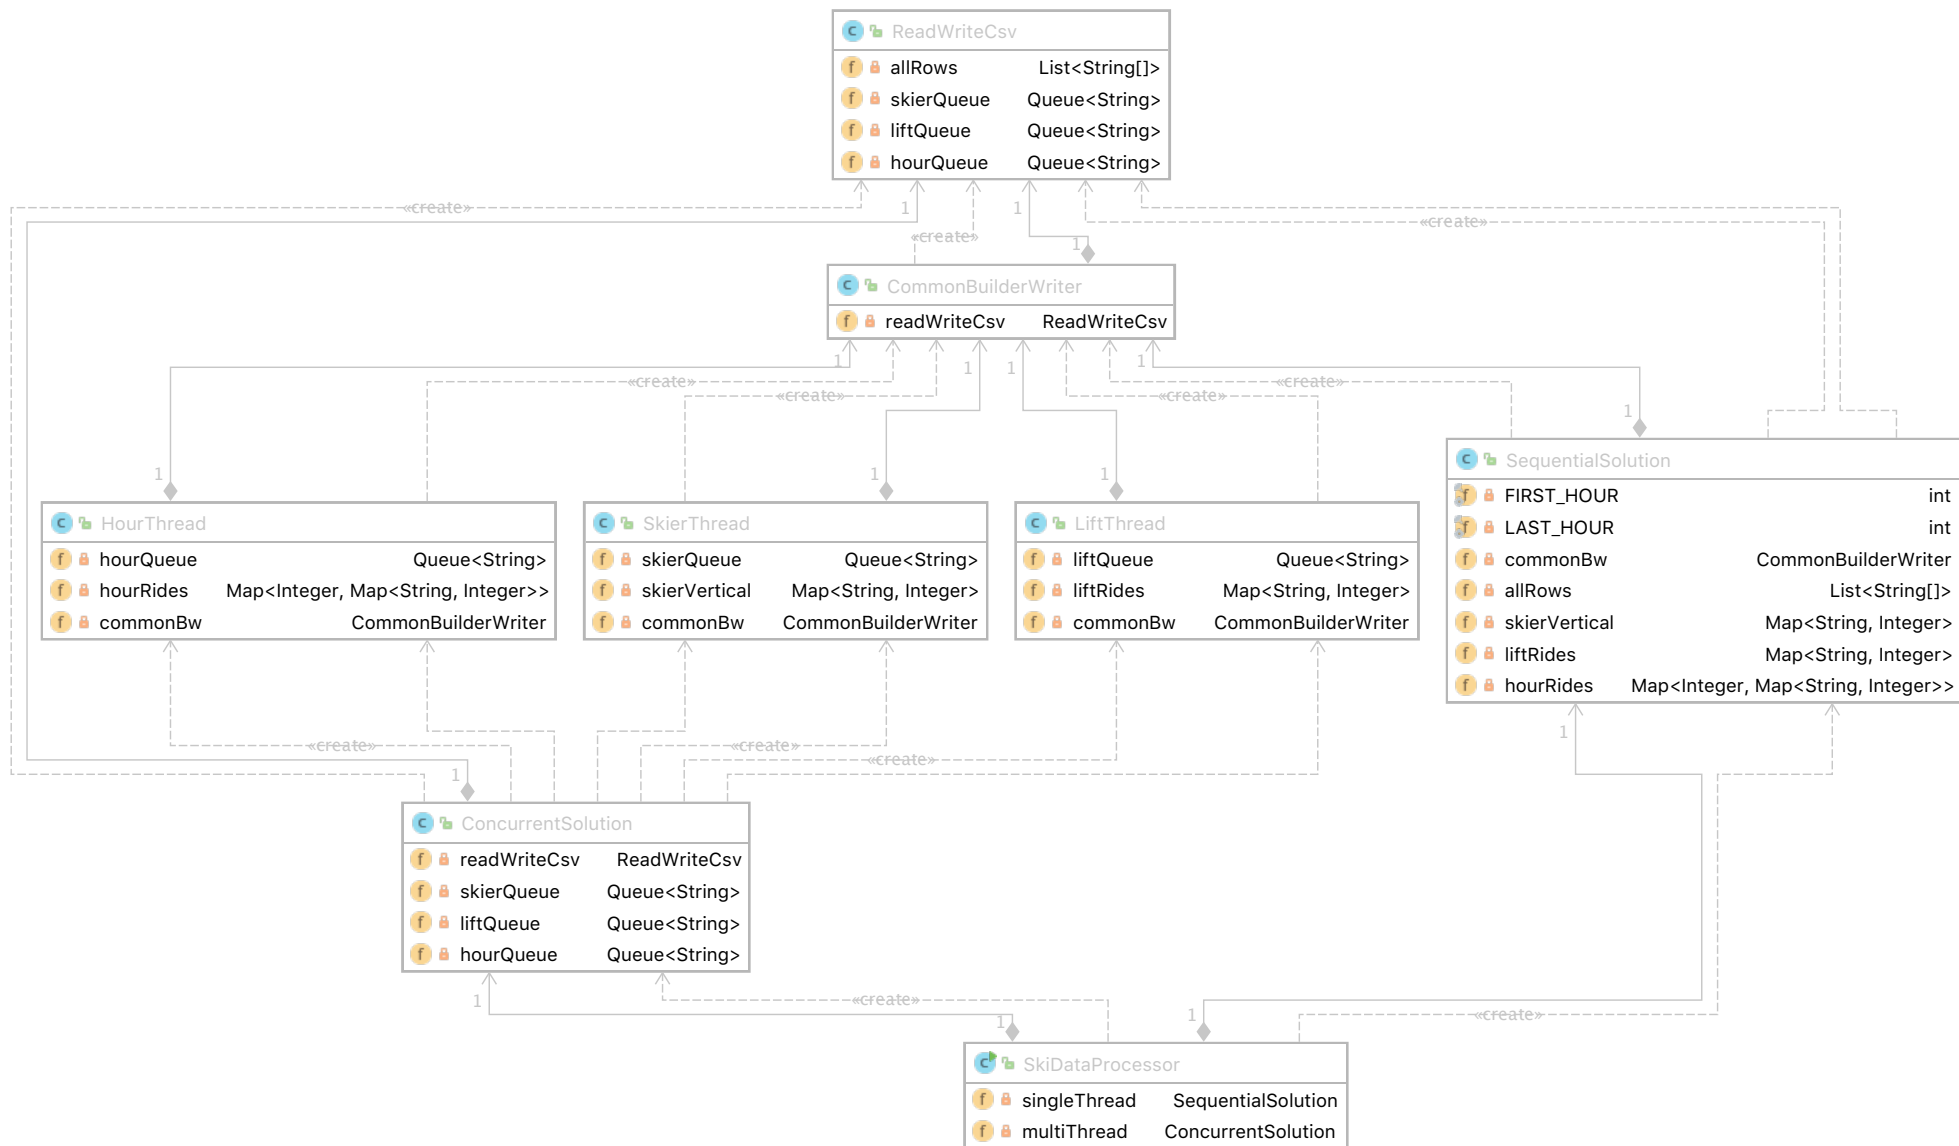 ReadWriteCsv
allRows List<String[]>
skierQueue Queue<String>
liftQueue Queue<String>
hourQueue Queue<String>
«create»
1
1
«create»
«create»
1
CommonBuilderWriter
readWriteCsv ReadWriteCsv
1
1
1
1
«create»
«create»
«create»
«create»
1
1
1
1
HourThread
hourQueue Queue<String>
hourRides Map<Integer, Map<String, Integer>>
commonBw CommonBuilderWriter
SkierThread
skierQueue Queue<String>
skierVertical Map<String, Integer>
commonBw CommonBuilderWriter
LiftThread
liftQueue Queue<String>
liftRides Map<String, Integer>
commonBw CommonBuilderWriter
SequentialSolution
FIRST_HOUR int
LAST_HOUR int
commonBw CommonBuilderWriter
allRows List<String[]>
skierVertical Map<String, Integer>
liftRides Map<String, Integer>
hourRides Map<Integer, Map<String, Integer>>
1
«create»
«create»
«create»
1
ConcurrentSolution
readWriteCsv ReadWriteCsv
skierQueue Queue<String>
liftQueue Queue<String>
hourQueue Queue<String>
1
«create»
1
1
«create»
SkiDataProcessor
singleThread SequentialSolution
multiThread ConcurrentSolution